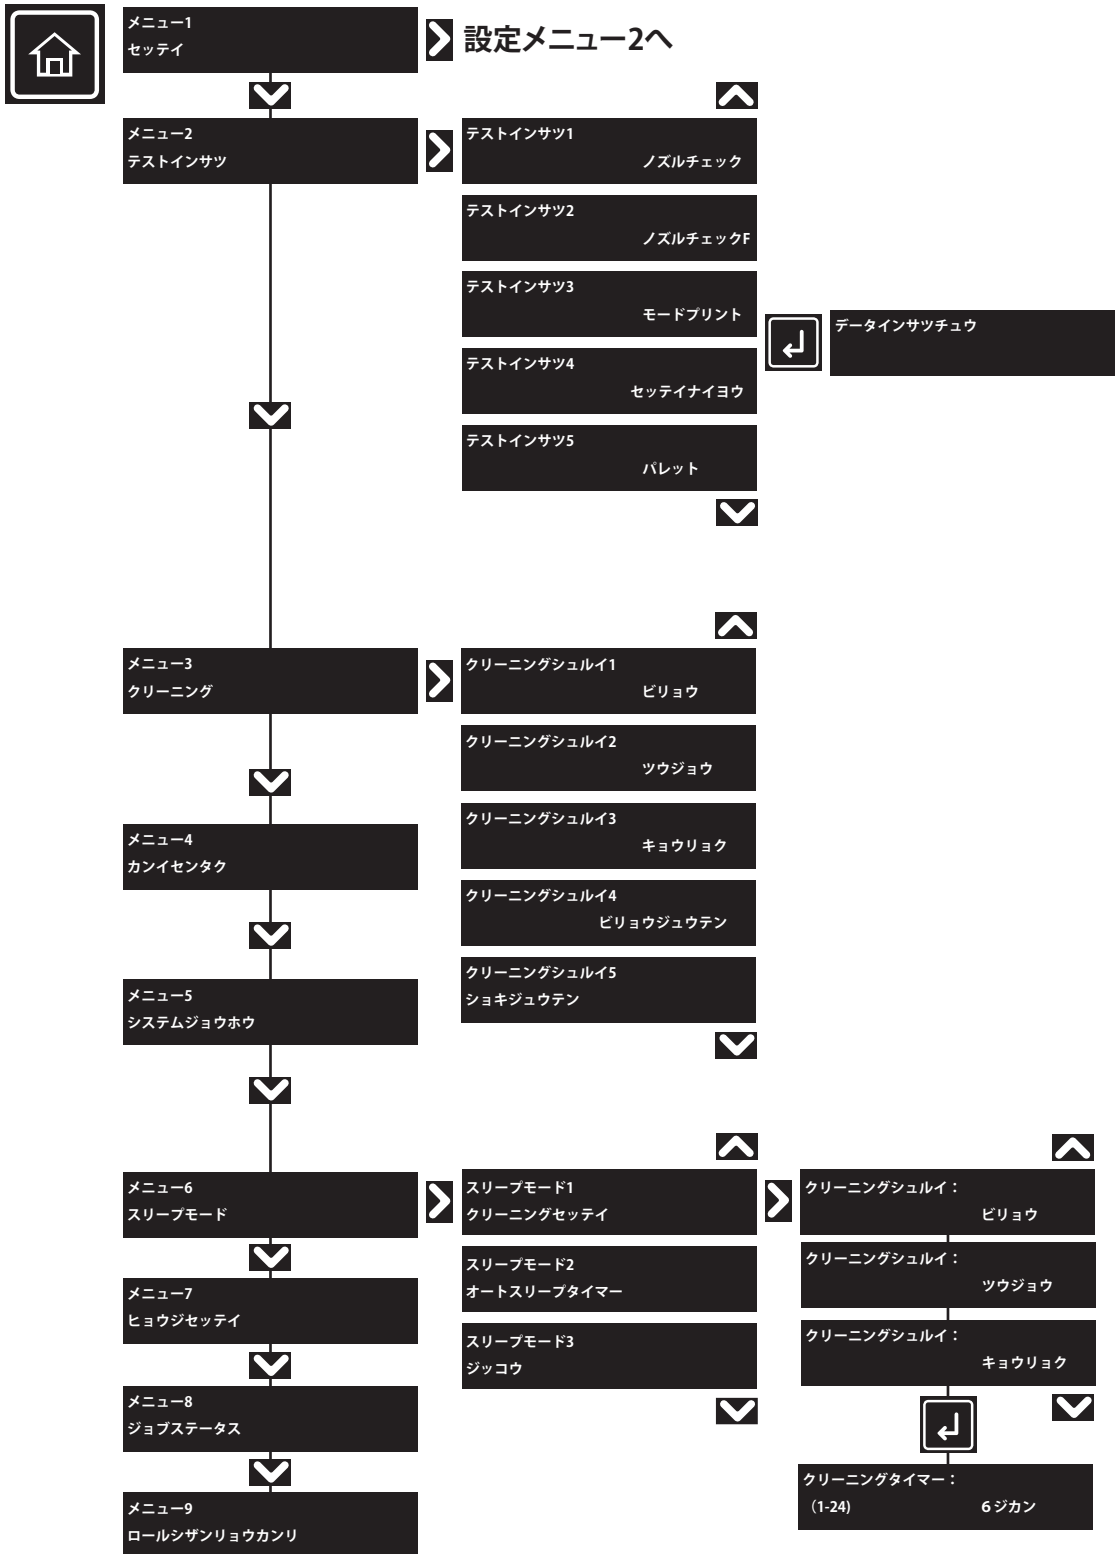 メニュー1
セッテイ
設定メニュー2へ
メニュー2
テストインサツ
テストインサツ1
ノズルチェック
テストインサツ2
ノズルチェックF
テストインサツ3
モードプリント
データインサツチュウ
テストインサツ4
セッテイナイヨウ
テストインサツ5
パレット
メニュー3
クリーニング
クリーニングシュルイ1
ビリョウ
クリーニングシュルイ2
ツウジョウ
クリーニングシュルイ3
キョウリョク
メニュー4
カンイセンタク
クリーニングシュルイ4
ビリョウジュウテン
クリーニングシュルイ5
ショキジュウテン
メニュー5
システムジョウホウ
メニュー6
スリープモード
スリープモード1
クリーニングセッテイ
クリーニングシュルイ：
ビリョウ
スリープモード2
オートスリープタイマー
クリーニングシュルイ：
ツウジョウ
メニュー7
ヒョウジセッテイ
スリープモード3
ジッコウ
クリーニングシュルイ：
キョウリョク
メニュー8
ジョブステータス
クリーニングタイマー：
（1-24） 6ジカン
メニュー9
ロールシザンリョウカンリ